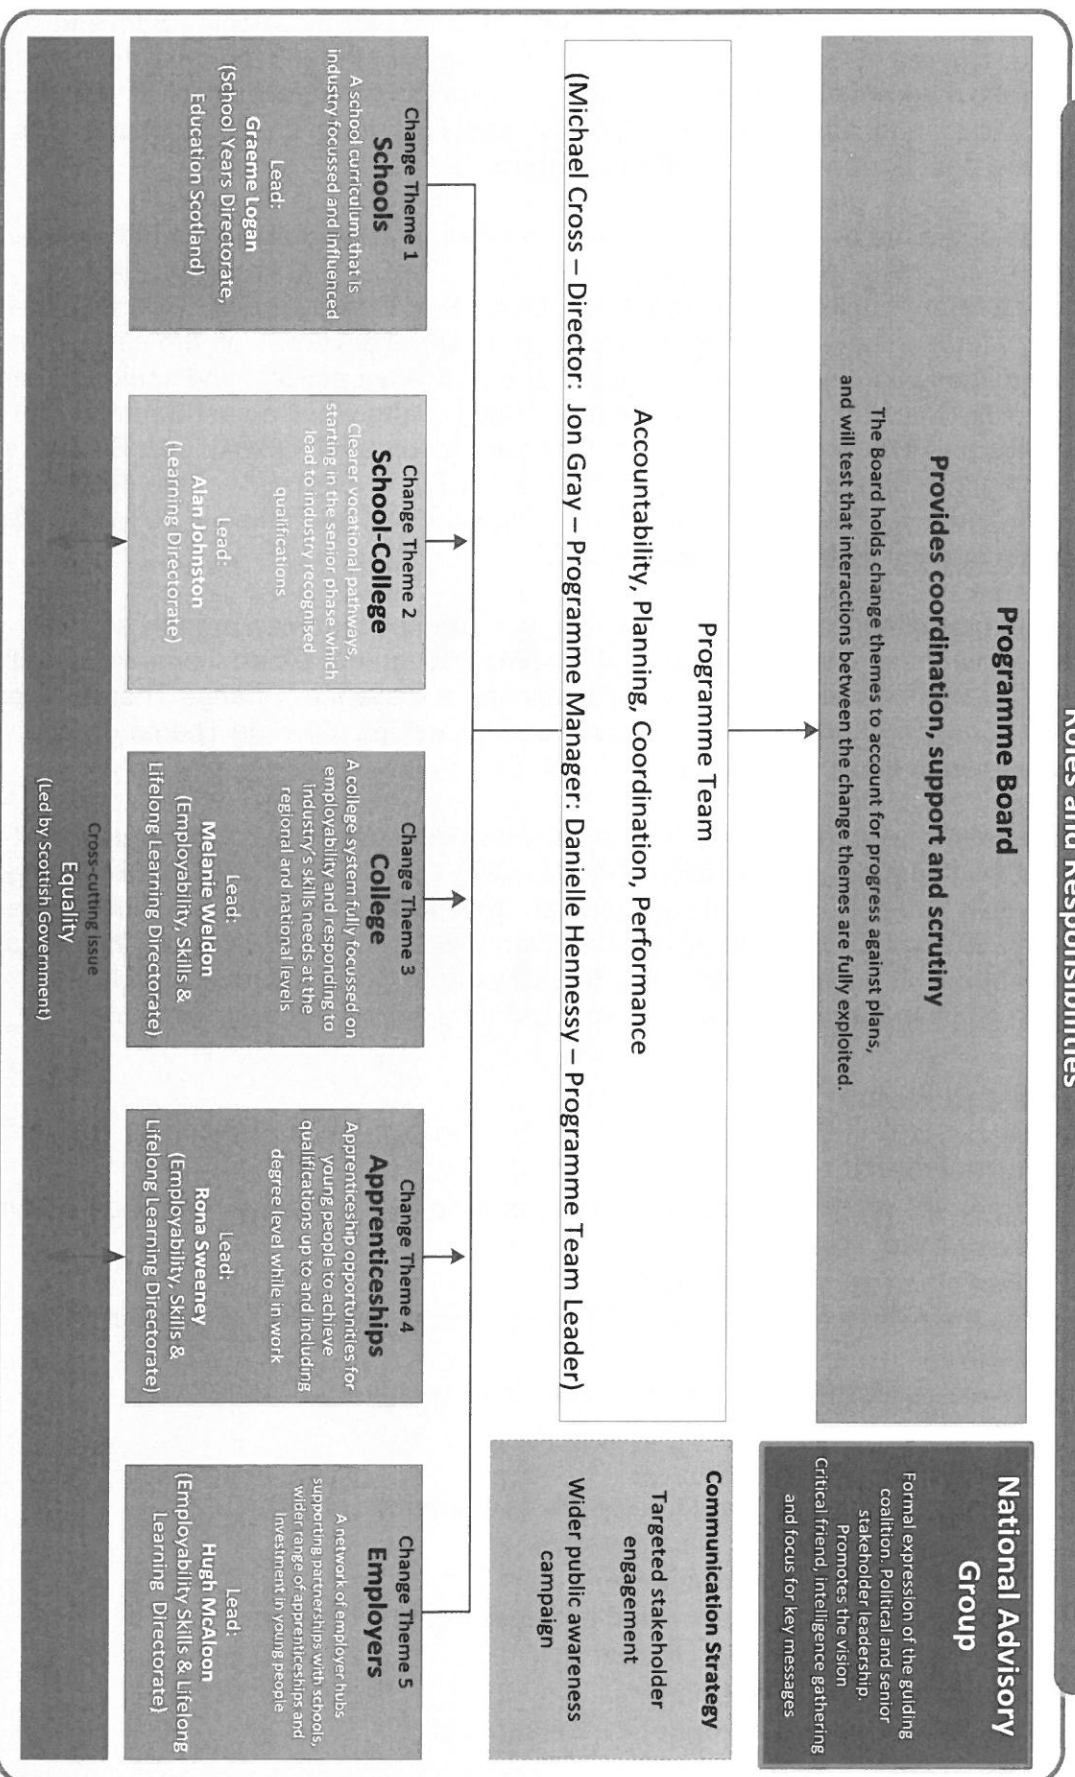 Roles and Responsibilities
Programme Board
Provides coordination, support and scrutiny
The Board holds change themes to account for progress against plans,
and will test that interactions between the change themes are fully exploited.
National Advisory
Group
Formal expression of the guiding
coalition. Political and senior
stakeholder leadership.
Promotes the vision
Critical friend, intelligence gathering
and focus for key messages
Programme Team
Accountability, Planning, Coordination, Performance
(Michael Cross – Director: Jon Gray – Programme Manager: Danielle Hennessy – Programme Team Leader)
Communication Strategy
Targeted stakeholder
engagement
Wider public awareness
campaign
Change Theme 1
Schools
A school curriculum that is
industry focussed and influenced
Lead:
Graeme Logan
(School Years Directorate,
Education Scotland)
Change Theme 2
School-College
Clearer vocational pathways,
starting in the senior phase which
lead to industry recognised
qualifications
Lead:
Alan Johnston
(Learning Directorate)
Change Theme 3
College
A college system fully focussed on
employability and responding to
industry's skills needs at the
regional and national levels
Lead:
Melanie Weldon
(Employability, Skills &
Lifelong Learning Directorate)
Change Theme 4
Apprenticeships
Apprenticeship opportunities for
young people to achieve
qualifications up to and including
degree level while in work
Lead:
Rona Sweeney
(Employability, Skills &
Lifelong Learning Directorate)
Change Theme 5
Employers
A network of employer hubs
supporting partnerships with schools,
wider range of apprenticeships and
investment in young people
Lead:
Hugh McAloon
(Employability Skills & Lifelong
Learning Directorate)
Cross-cutting issue
Equality
(Led by Scottish Government)